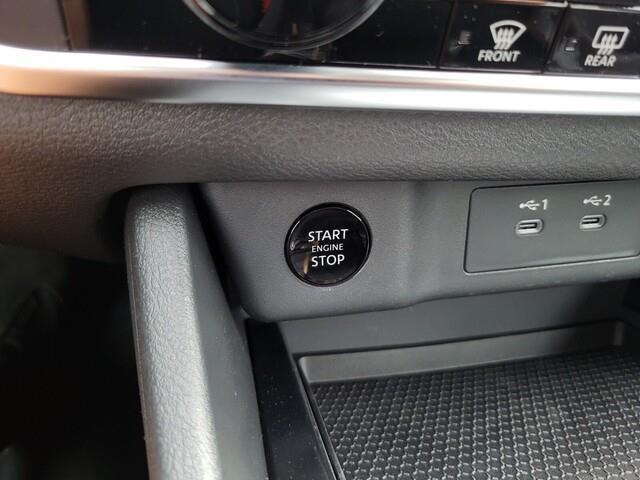 FRONT
REAR
1
2
START
ENGINE
STOP